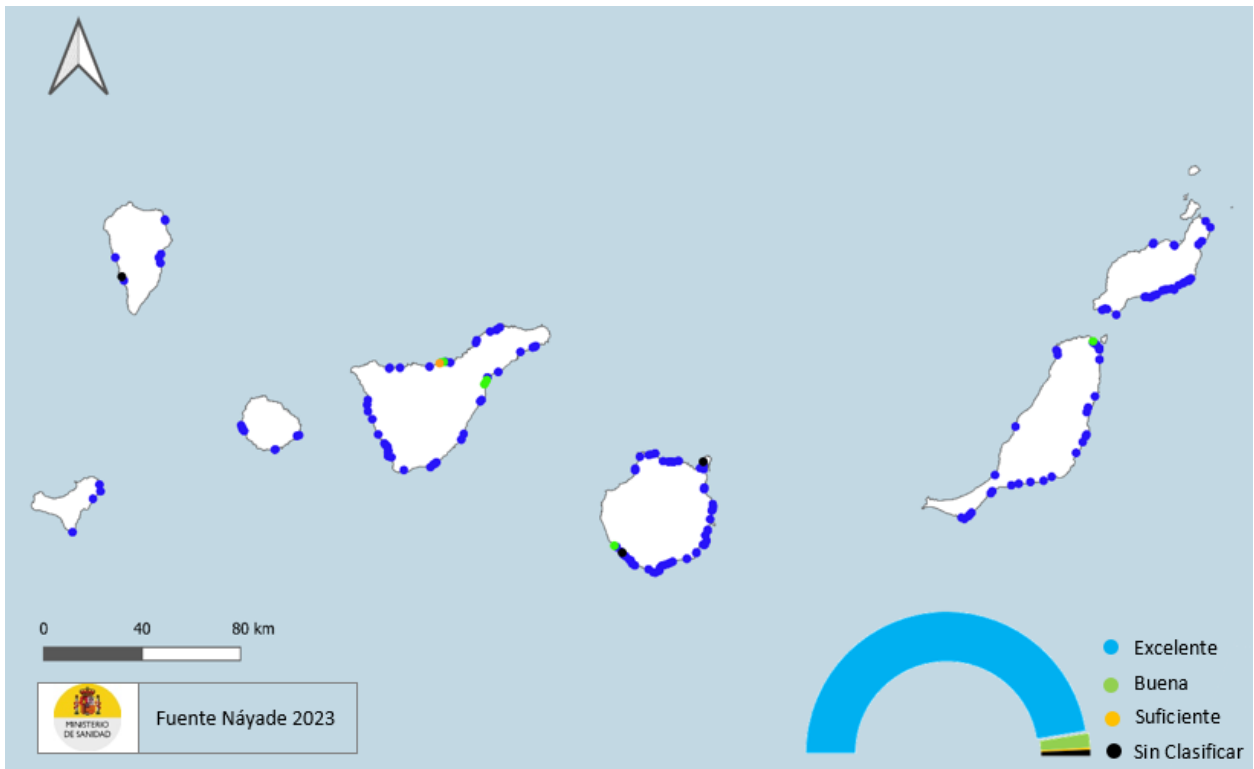 0 40 80 km
MINISTERIO
DE SANIDAD
Fuente Náyade 2023
Excelente
Buena
Suficiente
Sin Clasificar